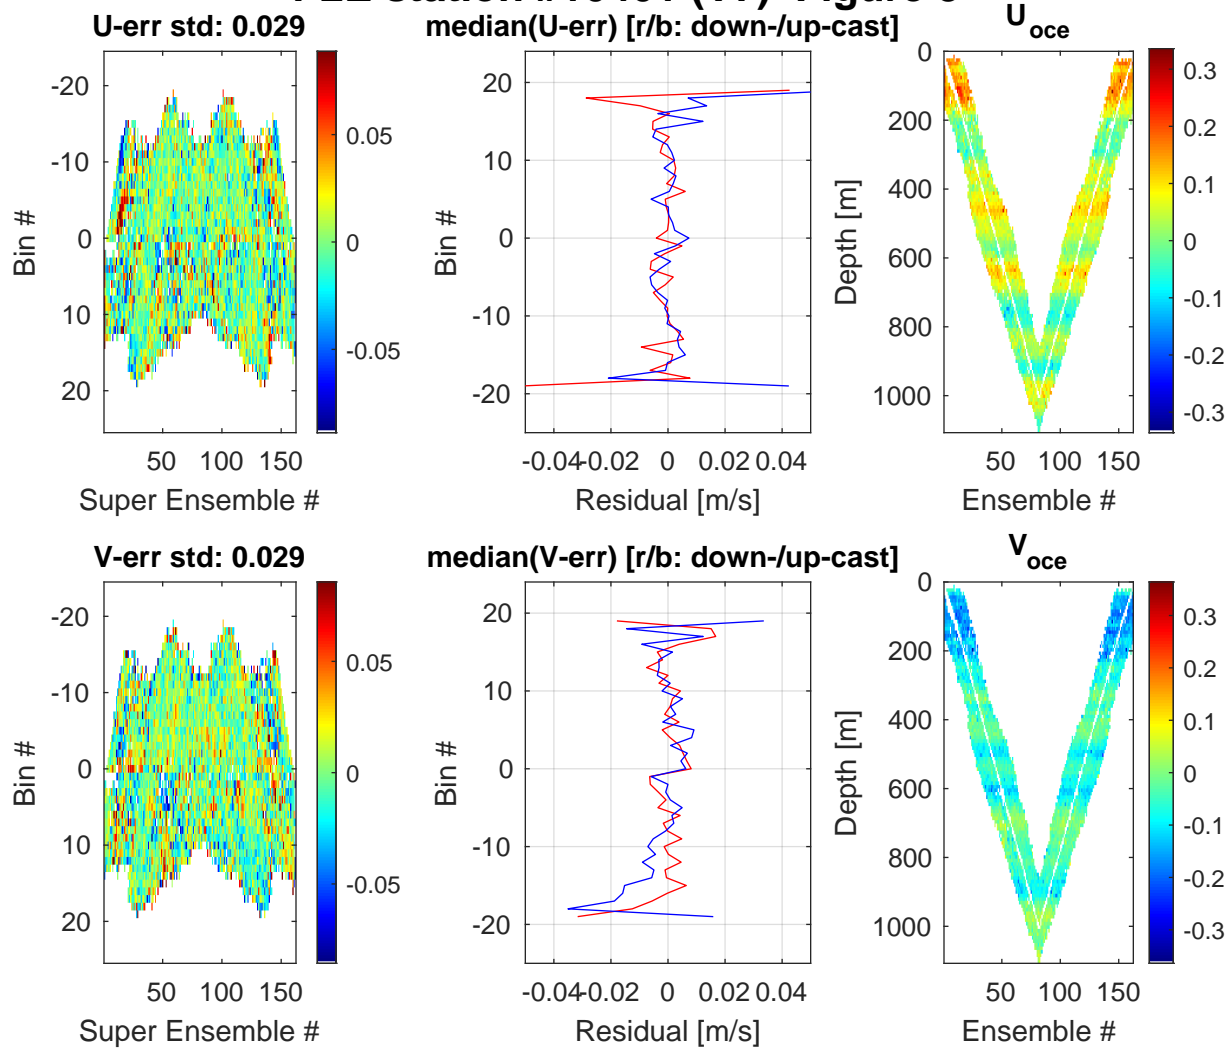 U-err std: 0.029
median(U-err) [r/b: down-/up-cast]
U_oce
-20
-10
0
10
20
Bin #
50 100 150
Super Ensemble #
0.05
0
-0.05
20
10
0
-10
-20
Bin #
-0.04 -0.02 0 0.02 0.04
Residual [m/s]
0
200
400
600
800
1000
Depth [m]
50 100 150
Ensemble #
0.3
0.2
0.1
0
-0.1
-0.2
-0.3
V-err std: 0.029
median(V-err) [r/b: down-/up-cast]
V_oce
-20
-10
0
10
20
Bin #
50 100 150
Super Ensemble #
0.05
0
-0.05
20
10
0
-10
-20
Bin #
-0.04 -0.02 0 0.02 0.04
Residual [m/s]
0
200
400
600
800
1000
Depth [m]
50 100 150
Ensemble #
0.3
0.2
0.1
0
-0.1
-0.2
-0.3